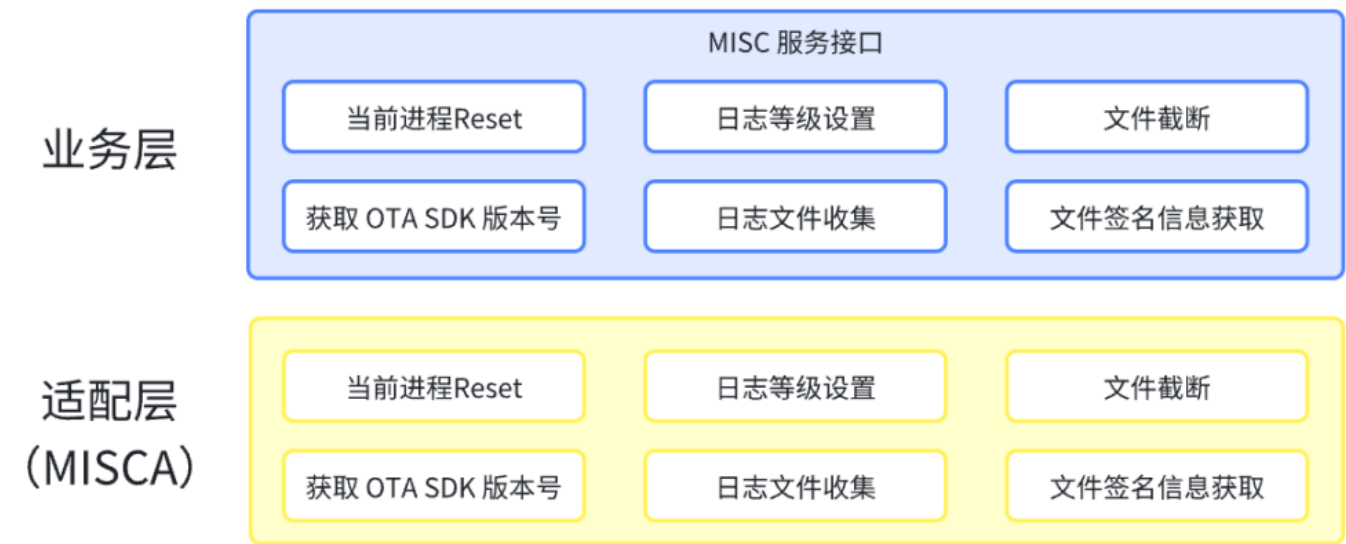 MISC 服务接口
业务层
当前进程Reset
日志等级设置
文件截断
获取 OTA SDK 版本号
日志文件收集
文件签名信息获取
适配层
（MISCA）
当前进程Reset
日志等级设置
文件截断
获取 OTA SDK 版本号
日志文件收集
文件签名信息获取